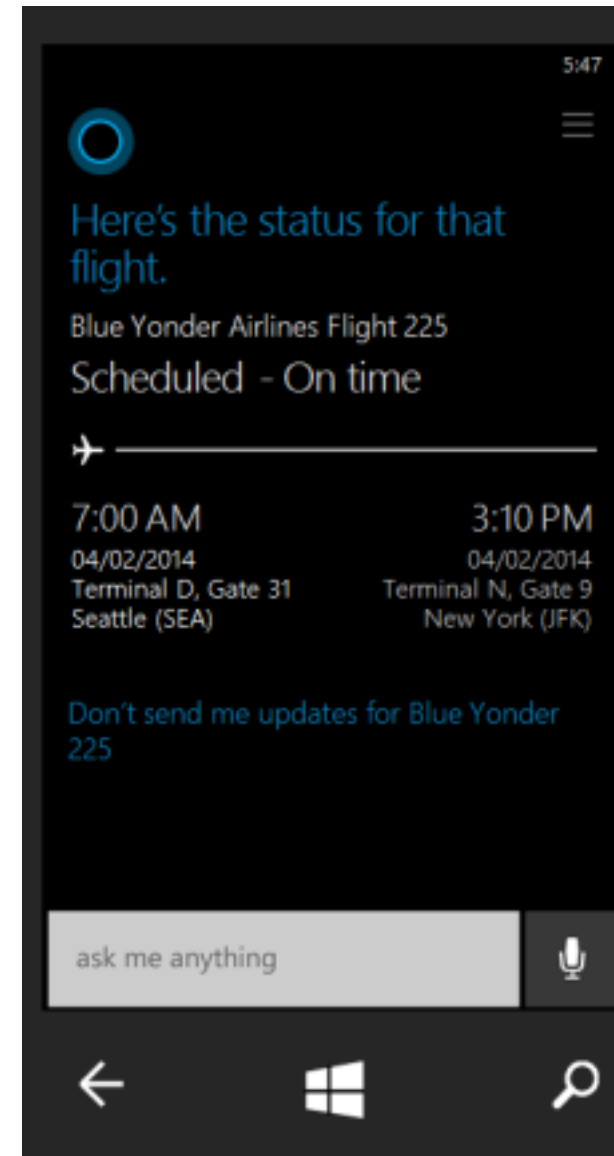 5:47
Here's the status for that
flight.
Blue Yonder Airlines Flight 225
Scheduled - On time
7:00 AM 3:10 PM
04/02/2014 04/02/2014
Terminal D, Gate 31 Terminal N, Gate 9
Seattle (SEA) New York (JFK)
Don't send me updates for Blue Yonder
225
ask me anything